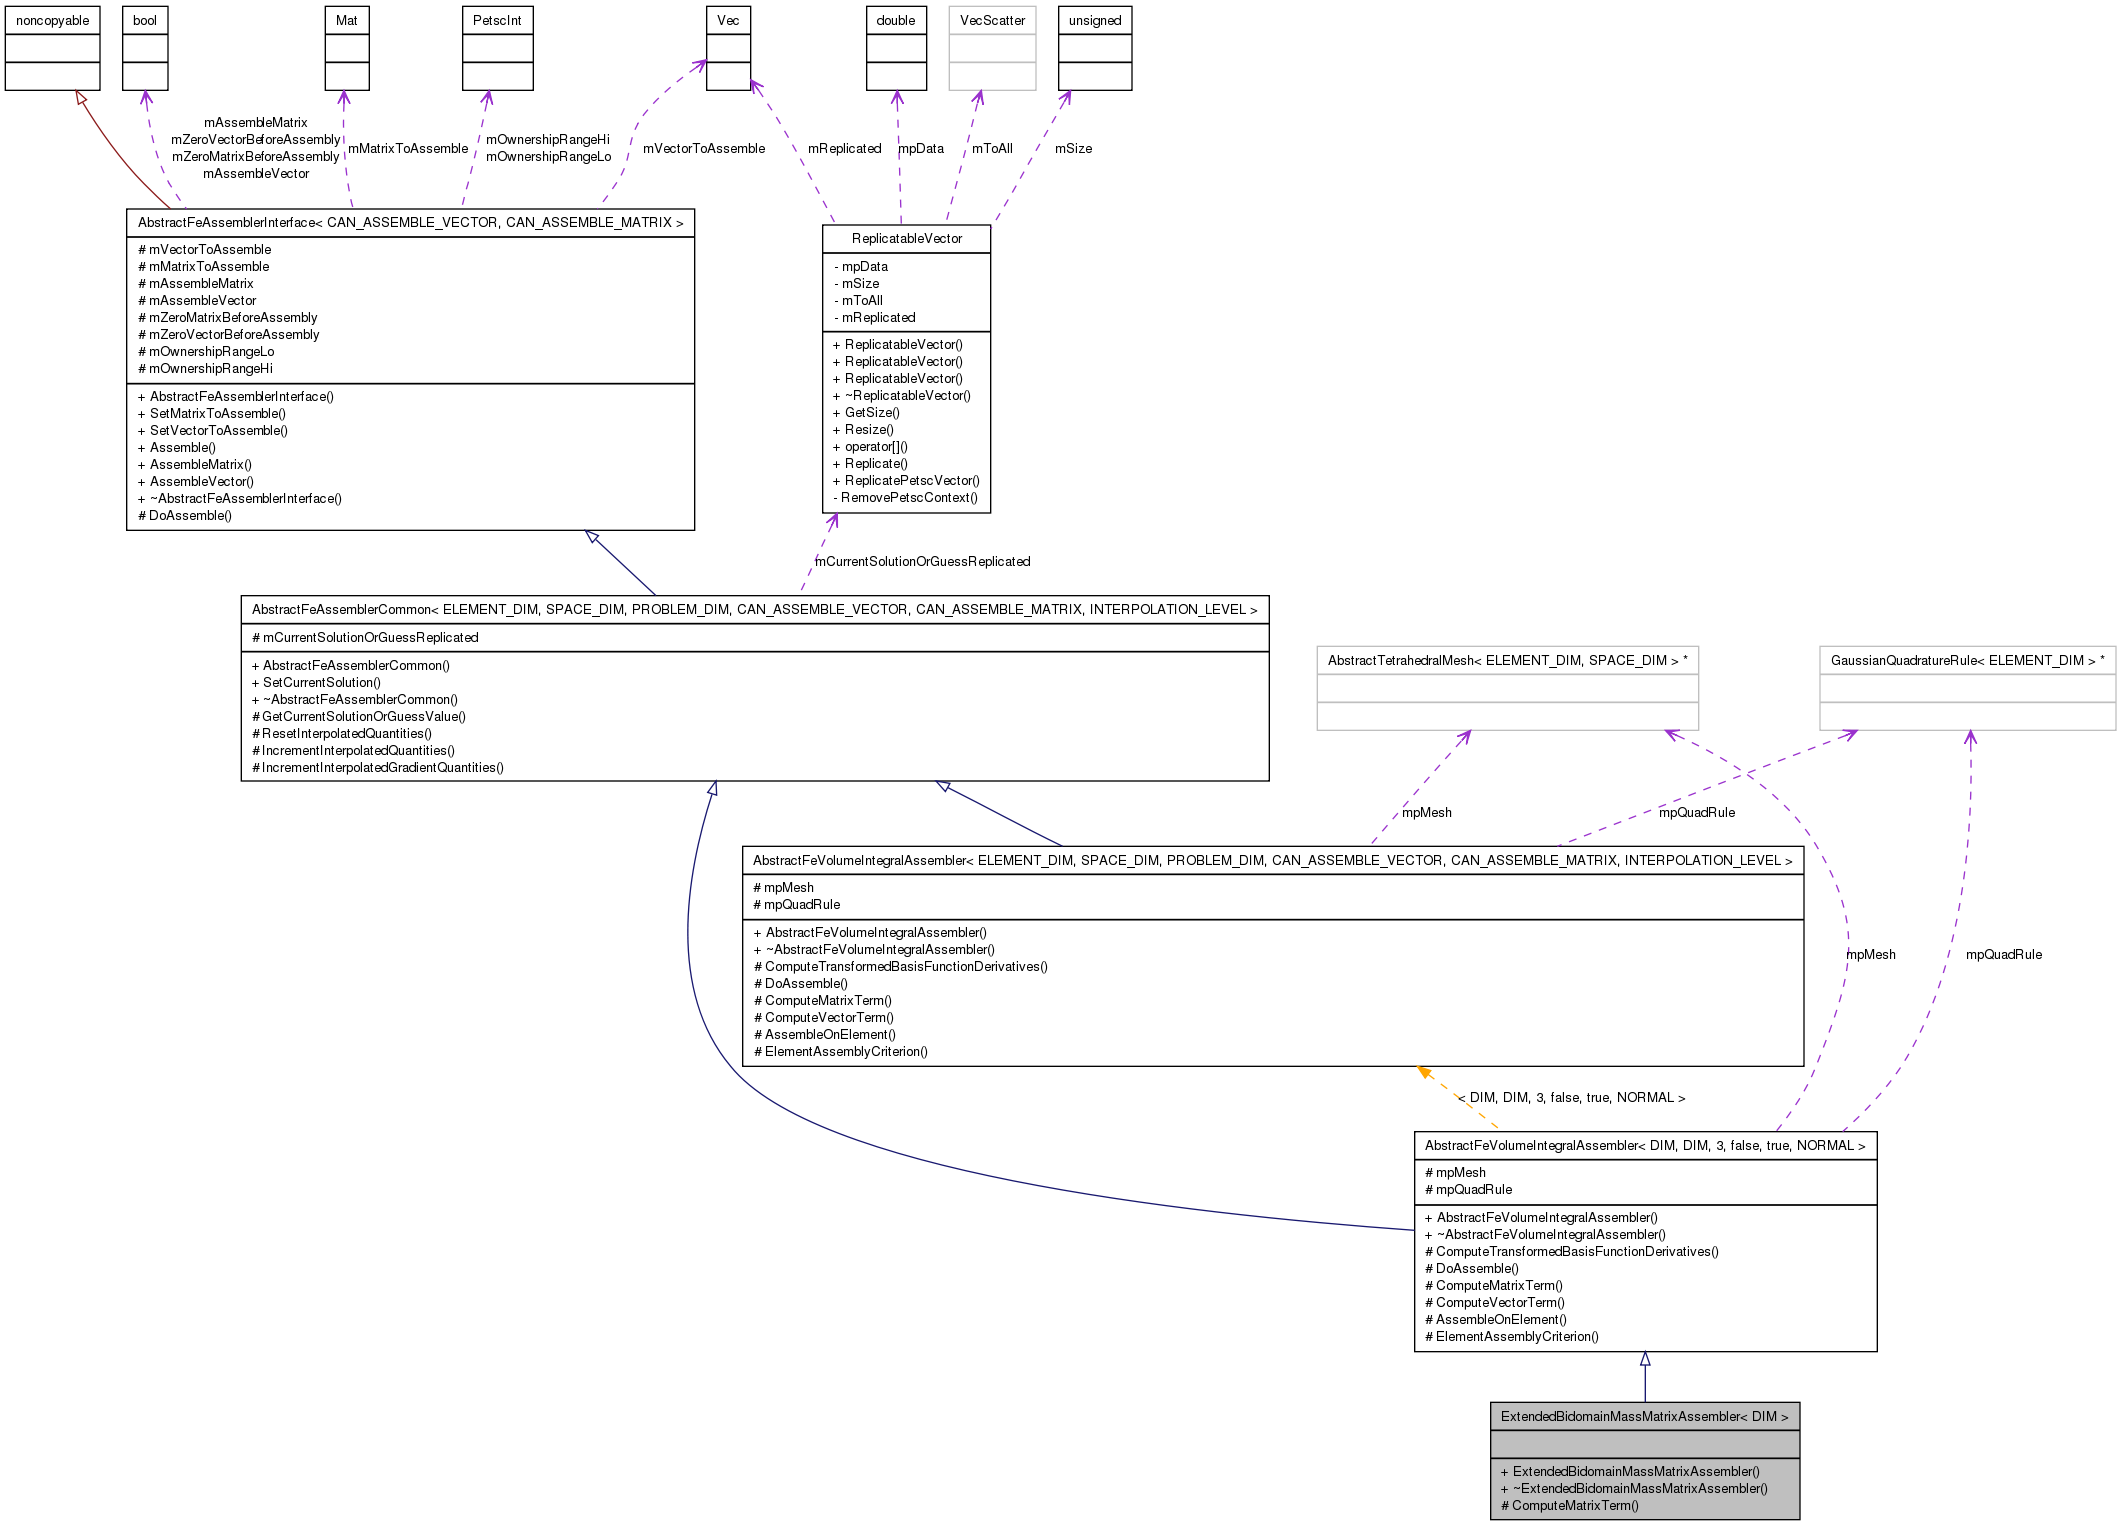 noncopyable
bool
Mat
PetscInt
Vec
double
VecScatter
unsigned
mAssembleMatrix
mZeroVectorBeforeAssembly
mZeroMatrixBeforeAssembly
mAssembleVector
mMatrixToAssemble
mOwnershipRangeHi
mOwnershipRangeLo
mVectorToAssemble
mReplicated
mpData
mToAll
mSize
AbstractFeAssemblerInterface< CAN_ASSEMBLE_VECTOR, CAN_ASSEMBLE_MATRIX >
# mVectorToAssemble
# mMatrixToAssemble
# mAssembleMatrix
# mAssembleVector
# mZeroMatrixBeforeAssembly
# mZeroVectorBeforeAssembly
# mOwnershipRangeLo
# mOwnershipRangeHi
+ AbstractFeAssemblerInterface()
+ SetMatrixToAssemble()
+ SetVectorToAssemble()
+ Assemble()
+ AssembleMatrix()
+ AssembleVector()
+ ~AbstractFeAssemblerInterface()
# DoAssemble()
ReplicatableVector
- mpData
- mSize
- mToAll
- mReplicated
+ ReplicatableVector()
+ ReplicatableVector()
+ ReplicatableVector()
+ ~ReplicatableVector()
+ GetSize()
+ Resize()
+ operator[]()
+ Replicate()
+ ReplicatePetscVector()
- RemovePetscContext()
mCurrentSolutionOrGuessReplicated
AbstractFeAssemblerCommon< ELEMENT_DIM, SPACE_DIM, PROBLEM_DIM, CAN_ASSEMBLE_VECTOR, CAN_ASSEMBLE_MATRIX, INTERPOLATION_LEVEL >
# mCurrentSolutionOrGuessReplicated
+ AbstractFeAssemblerCommon()
+ SetCurrentSolution()
+ ~AbstractFeAssemblerCommon()
# GetCurrentSolutionOrGuessValue()
# ResetInterpolatedQuantities()
# IncrementInterpolatedQuantities()
# IncrementInterpolatedGradientQuantities()
AbstractTetrahedralMesh< ELEMENT_DIM, SPACE_DIM > *
GaussianQuadratureRule< ELEMENT_DIM > *
mpMesh
mpQuadRule
AbstractFeVolumeIntegralAssembler< ELEMENT_DIM, SPACE_DIM, PROBLEM_DIM, CAN_ASSEMBLE_VECTOR, CAN_ASSEMBLE_MATRIX, INTERPOLATION_LEVEL >
# mpMesh
# mpQuadRule
+ AbstractFeVolumeIntegralAssembler()
+ ~AbstractFeVolumeIntegralAssembler()
# ComputeTransformedBasisFunctionDerivatives()
# DoAssemble()
# ComputeMatrixTerm()
# ComputeVectorTerm()
# AssembleOnElement()
# ElementAssemblyCriterion()
mpMesh
mpQuadRule
< DIM, DIM, 3, false, true, NORMAL >
AbstractFeVolumeIntegralAssembler< DIM, DIM, 3, false, true, NORMAL >
# mpMesh
# mpQuadRule
+ AbstractFeVolumeIntegralAssembler()
+ ~AbstractFeVolumeIntegralAssembler()
# ComputeTransformedBasisFunctionDerivatives()
# DoAssemble()
# ComputeMatrixTerm()
# ComputeVectorTerm()
# AssembleOnElement()
# ElementAssemblyCriterion()
ExtendedBidomainMassMatrixAssembler< DIM >
+ ExtendedBidomainMassMatrixAssembler()
+ ~ExtendedBidomainMassMatrixAssembler()
# ComputeMatrixTerm()